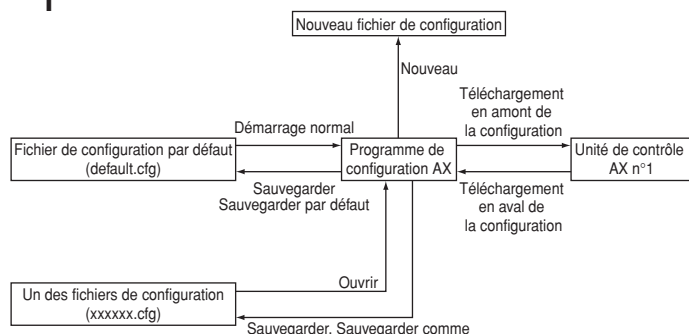 Nouveau fichier de configuration
Nouveau
Téléchargement
en amont de
la configuration
Démarrage normal
Fichier de configuration par défaut
(default.cfg)
Programme de
configuration AX
Unité de contrôle
AX n°1
Sauvegarder
Sauvegarder par défaut
Téléchargement
en aval de
la configuration
Ouvrir
Un des fichiers de configuration
(xxxxxx.cfg)
Sauvegarder, Sauvegarder comme